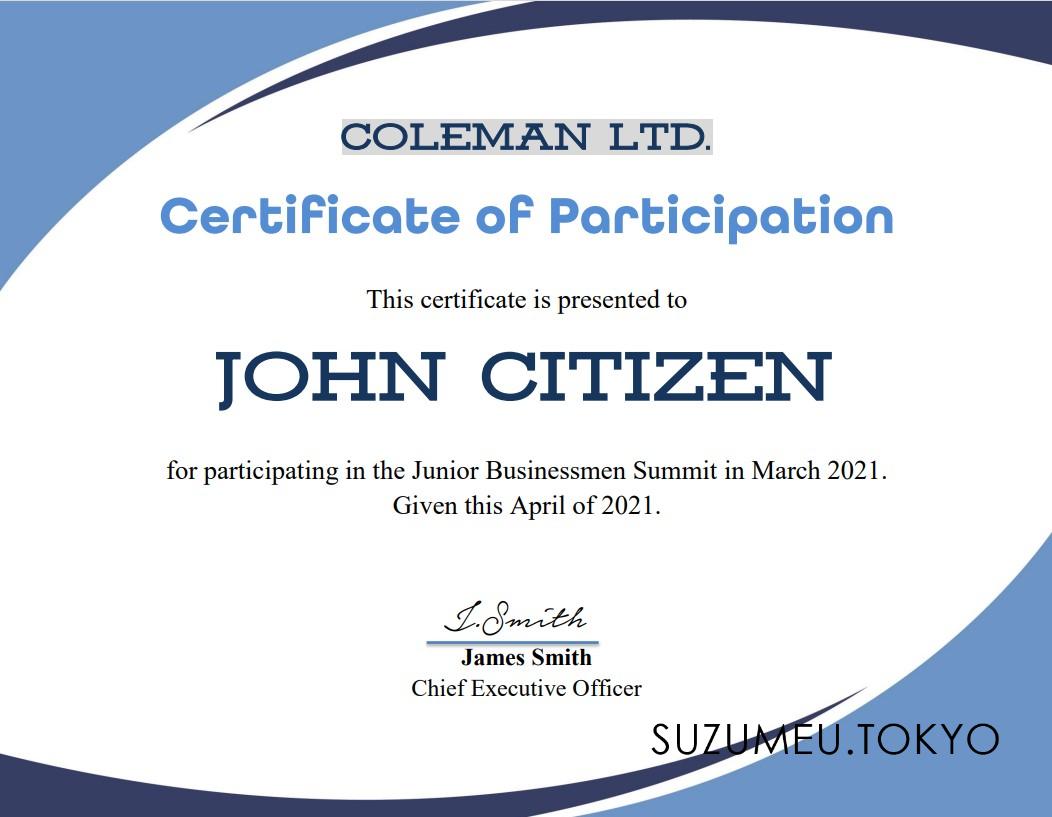 COLEMAN LTD.
Certificate of Participation
This certificate is presented to
JOHN CITIZEN
for participating in the Junior Businessmen Summit in March 2021.
Given this April of 2021.
J.Smith
James Smith
Chief Executive Officer
SUZUMEU.TOKYO